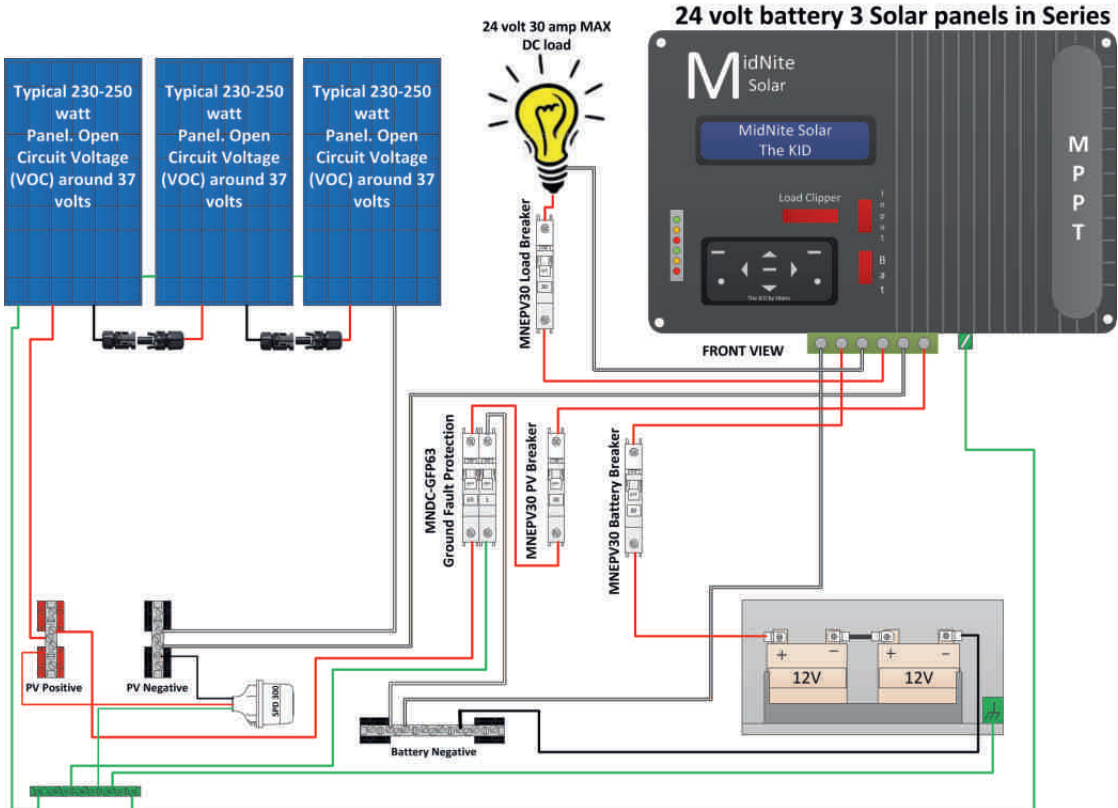 24 volt battery 3 Solar panels in Series
24 volt 30 amp MAX
DC load
Typical 230-250
watt
Panel. Open
Circuit Voltage
(VOC) around 37
volts
Typical 230-250
watt
Panel. Open
Circuit Voltage
(VOC) around 37
volts
Typical 230-250
watt
Panel. Open
Circuit Voltage
(VOC) around 37
volts
MidNite
Solar
MidNite Solar
The KID
Load Clipper
Input
Bat
MPPT
MNEPV30 Load Breaker
FRONT VIEW
MNDC-GFP63
Ground Fault Protection
MNEPV30 PV Breaker
MNEPV30 Battery Breaker
PV Positive
PV Negative
SPD 300
Battery Negative
+
-
12V
+
-
12V